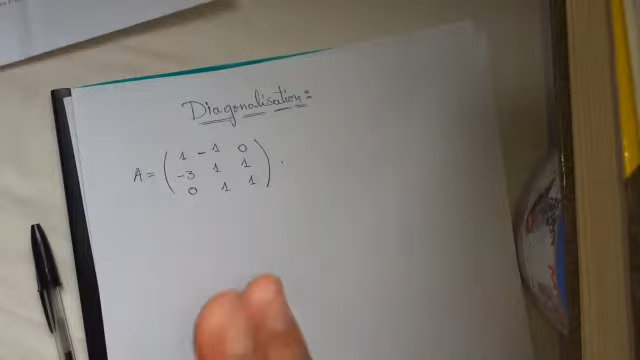 Diagonalisation:
A = ( 1 -1 0
-3 1 1
0 1 1 ) .